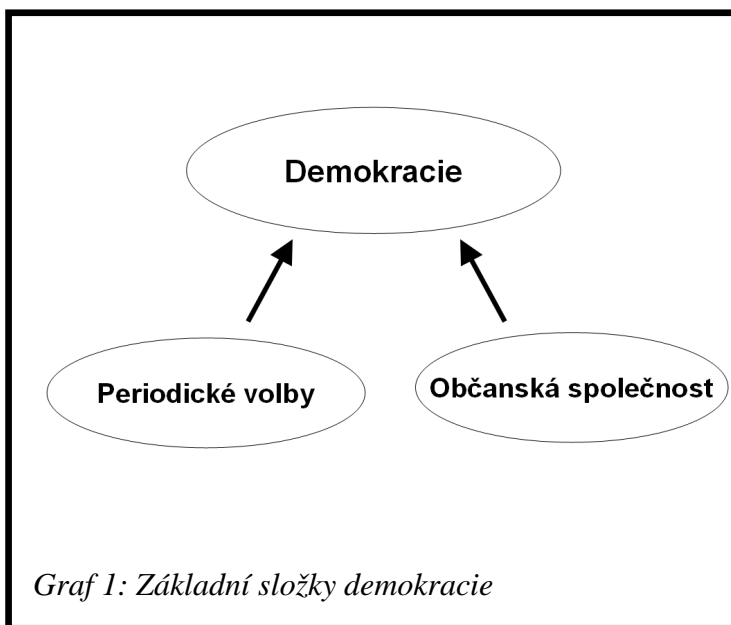 Demokracie
Periodické volby
Občanská společnost
Graf 1: Základní složky demokracie